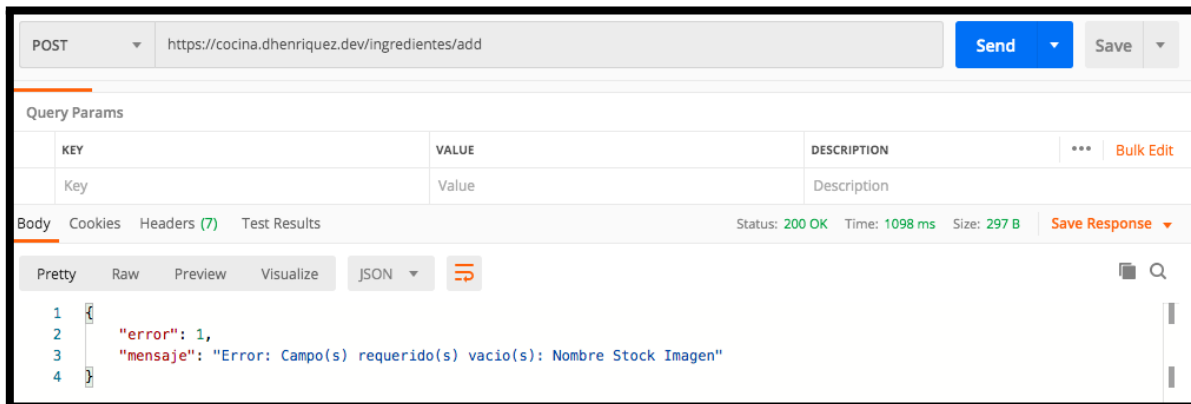 POST https://cocina.dhenriquez.dev/ingredientes/add Send Save
Query Params
KEY VALUE DESCRIPTION ••• Bulk Edit
Key Value Description
Body Cookies Headers (7) Test Results Status: 200 OK Time: 1098 ms Size: 297 B Save Response
Pretty Raw Preview Visualize JSON
1 {
2 "error": 1,
3 "mensaje": "Error: Campo(s) requerido(s) vacio(s): Nombre Stock Imagen"
4 }